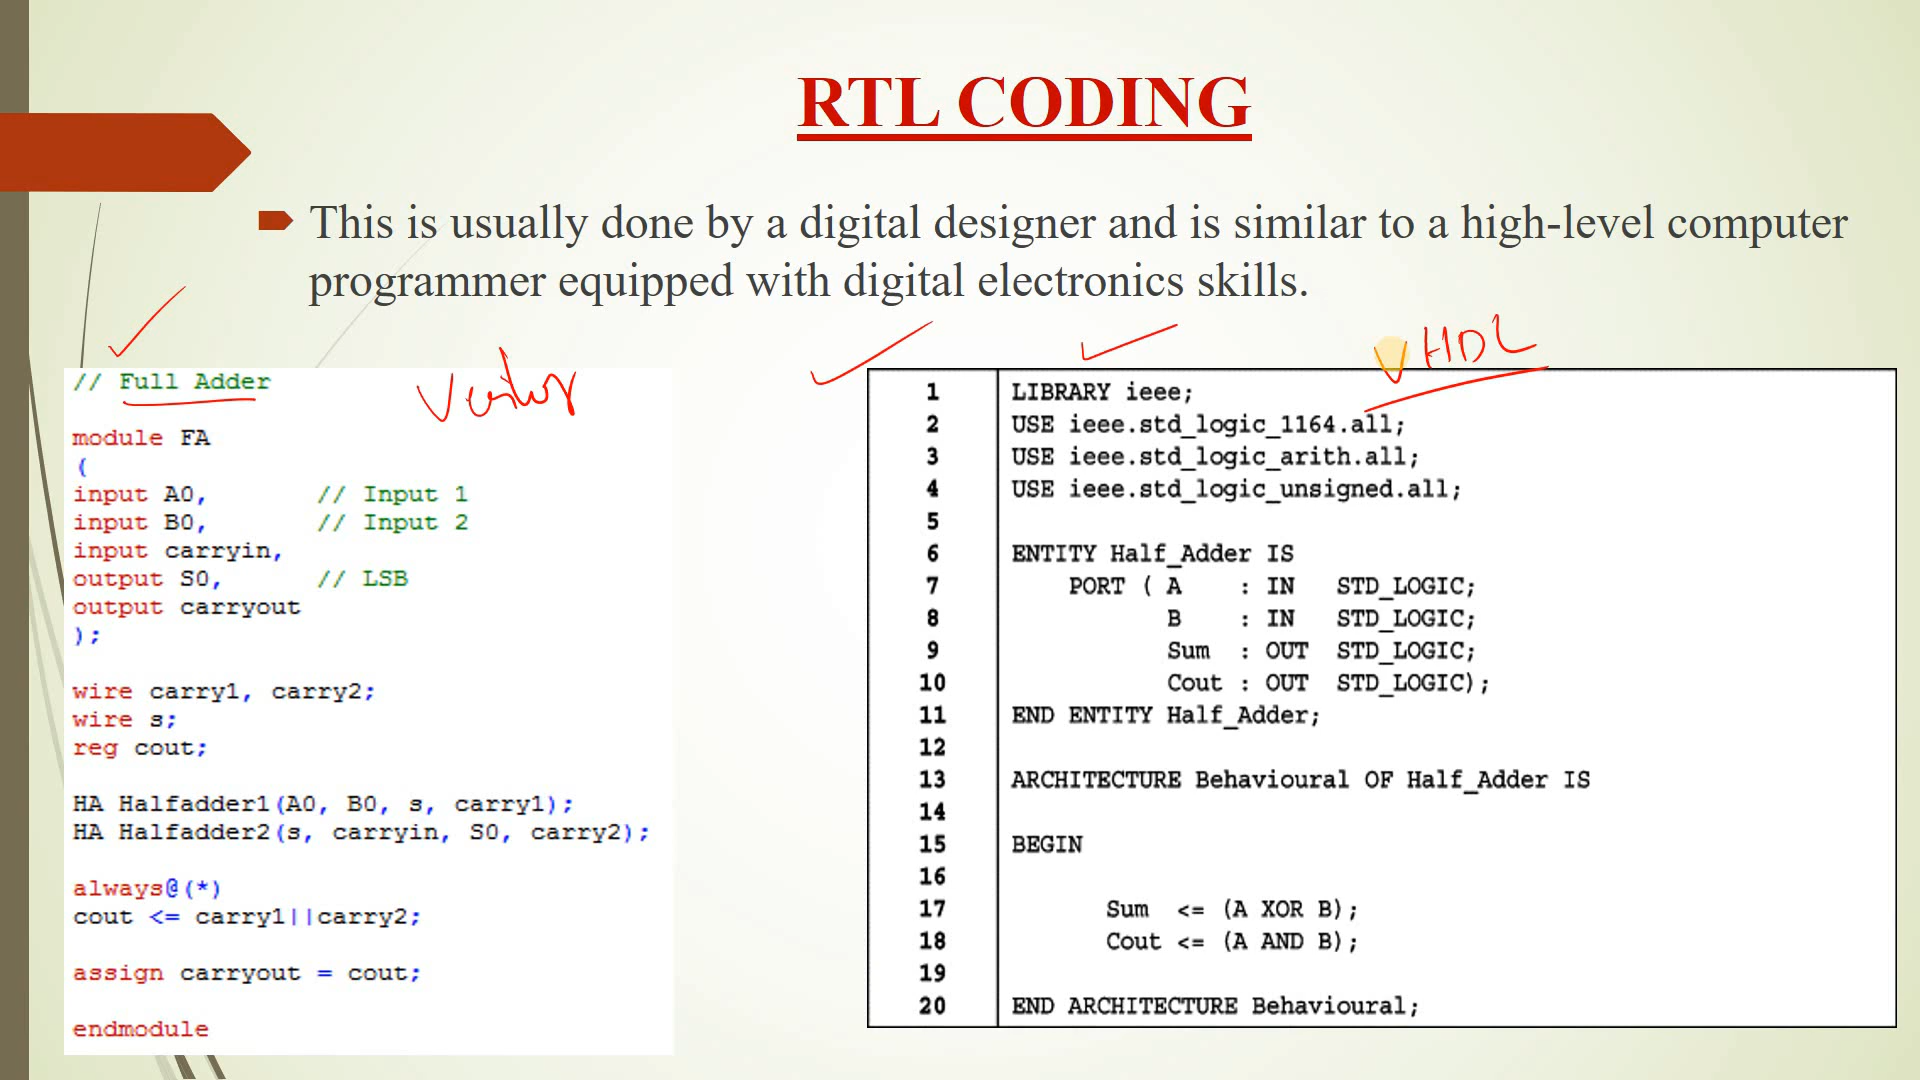 RTL CODING
This is usually done by a digital designer and is similar to a high-level computer
programmer equipped with digital electronics skills.
// Full Adder
module FA
(
input A0, // Input 1
input B0, // Input 2
input carryin,
output S0, // LSB
output carryout
);
wire carry1, carry2;
wire s;
reg cout;
HA Halfadder1(A0, B0, s, carry1);
HA Halfadder2(s, carryin, S0, carry2);
always@(*)
cout <= carry1||carry2;
assign carryout = cout;
endmodule
VHDL
1 LIBRARY ieee;
2 USE ieee.std_logic_1164.all;
3 USE ieee.std_logic_arith.all;
4 USE ieee.std_logic_unsigned.all;
5
6 ENTITY Half_Adder IS
7 PORT ( A : IN STD_LOGIC;
8 B : IN STD_LOGIC;
9 Sum : OUT STD_LOGIC;
10 Cout : OUT STD_LOGIC);
11 END ENTITY Half_Adder;
12
13 ARCHITECTURE Behavioural OF Half_Adder IS
14
15 BEGIN
16
17 Sum <= (A XOR B);
18 Cout <= (A AND B);
19
20 END ARCHITECTURE Behavioural;